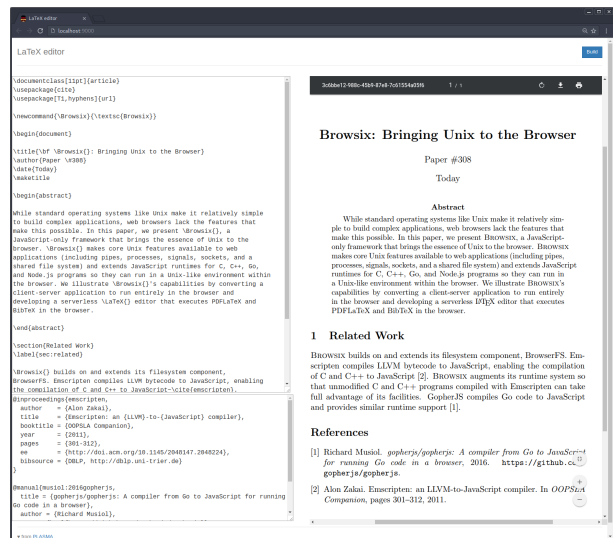 LaTeX editor
localhost:9000
LaTeX editor
Build
\documentclass[11pt]{article}
\usepackage{cite}
\usepackage[T1,hyphens]{url}
\newcommand{\Browsix}{\textsc{Browsix}}
\begin{document}
\title{\bf \Browsix{}: Bringing Unix to the Browser}
\author{Paper \#308}
\date{Today}
\maketitle
\begin{abstract}
While standard operating systems like Unix make it relatively simple
to build complex applications, web browsers lack the features that
make this possible. In this paper, we present \Browsix{}, a
JavaScript-only framework that brings the essence of Unix to the
browser. \Browsix{} makes core Unix features available to web
applications (including pipes, processes, signals, sockets, and a
shared file system) and extends JavaScript runtimes for C, C++, Go,
and Node.js programs so they can run in a Unix-like environment within
the browser. We illustrate \Browsix{}'s capabilities by converting a
client-server application to run entirely in the browser and
developing a serverless \LaTeX{} editor that executes PDFLaTeX and
BibTeX in the browser.
\end{abstract}
\section{Related Work}
\label{sec:related}
\Browsix{} builds on and extends its filesystem component,
BrowserFS. Emscripten compiles LLVM bytecode to JavaScript, enabling
the compilation of C and C++ to JavaScript~\cite{emscripten}.
@inproceedings{emscripten,
author = {Alon Zakai},
title = {Emscripten: an {LLVM}-to-{JavaScript} compiler},
booktitle = {OOPSLA Companion},
year = {2011},
pages = {301-312},
ee = {http://doi.acm.org/10.1145/2048147.2048224},
bibsource = {DBLP, http://dblp.uni-trier.de}
}
@manual{musiol:2016gopherjs,
title = {gopherjs/gopherjs: A compiler from Go to JavaScript for running
Go code in a browser},
author = {Richard Musiol},
3c6bbe12-988c-45b9-87e8-7c61554a05f6 1 / 1
Browsix: Bringing Unix to the Browser
Paper #308
Today
Abstract
While standard operating systems like Unix make it relatively sim-
ple to build complex applications, web browsers lack the features that
make this possible. In this paper, we present Browsix, a JavaScript-
only framework that brings the essence of Unix to the browser. Browsix
makes core Unix features available to web applications (including pipes,
processes, signals, sockets, and a shared file system) and extends JavaScript
runtimes for C, C++, Go, and Node.js programs so they can run in
a Unix-like environment within the browser. We illustrate Browsix's
capabilities by converting a client-server application to run entirely
in the browser and developing a serverless LaTeX editor that executes
PDFLaTeX and BibTeX in the browser.
1 Related Work
Browsix builds on and extends its filesystem component, BrowserFS. Em-
scripten compiles LLVM bytecode to JavaScript, enabling the compilation
of C and C++ to JavaScript [2]. Browsix augments its runtime system so
that unmodified C and C++ programs compiled with Emscripten can take
full advantage of its facilities. GopherJS compiles Go code to JavaScript
and provides similar runtime support [1].
References
[1] Richard Musiol. gopherjs/gopherjs: A compiler from Go to JavaScript
for running Go code in a browser, 2016. https://github.co
gopherjs/gopherjs.
[2] Alon Zakai. Emscripten: an LLVM-to-JavaScript compiler. In OOPSLA
Companion, pages 301–312, 2011.
PLASMA